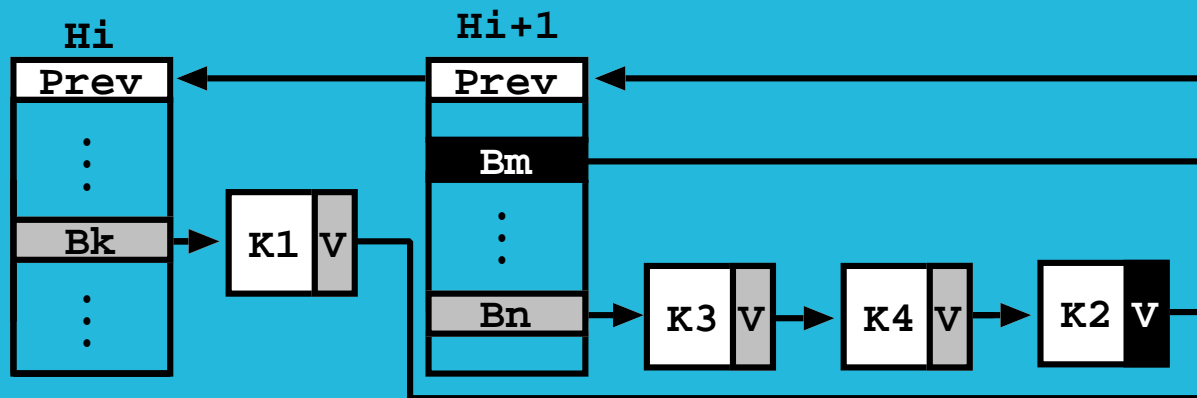 Hi
Hi+1
Prev
Prev
Bm
Bk
K1 V
Bn
K3 V
K4 V
K2 V